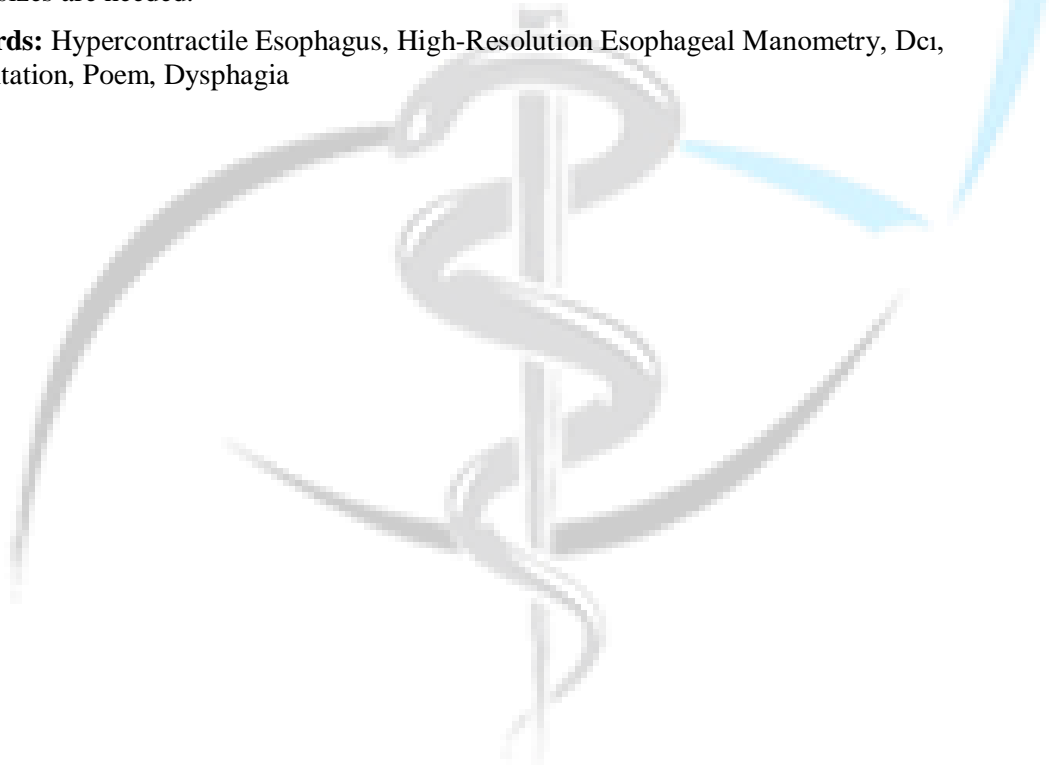 sizes are needed.
rds: Hypercontractile Esophagus, High-Resolution Esophageal Manometry, Dcı,
tation, Poem, Dysphagia